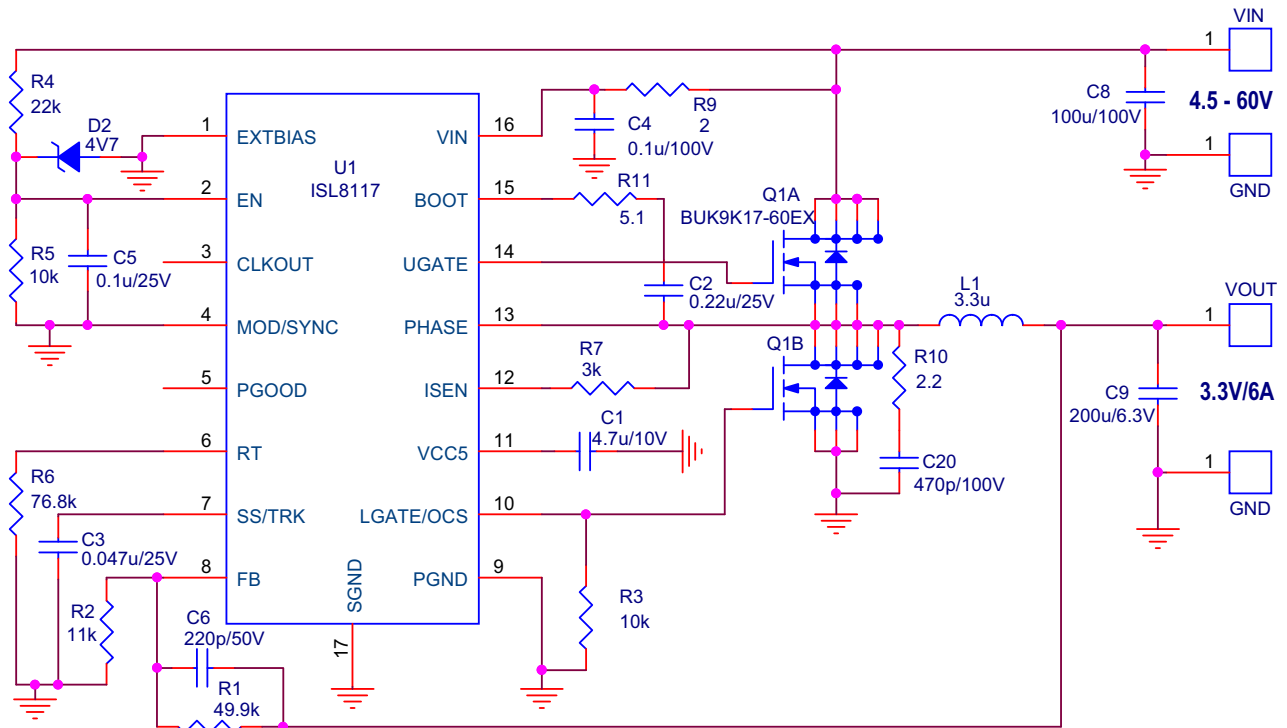 VIN
1
4.5 - 60V
C8
100u/100V
1
GND
R4
22k
D2
4V7
1 EXTBIAS
U1
ISL8117
VIN 16
R9
2
C4
0.1u/100V
2 EN
BOOT 15
R11
5.1
Q1A
BUK9K17-60EX
R5
10k
C5
0.1u/25V
3 CLKOUT
UGATE 14
C2
0.22u/25V
L1
3.3u
VOUT
1
4 MOD/SYNC
PHASE 13
Q1B
R10
2.2
5 PGOOD
ISEN 12
R7
3k
C9
200u/6.3V
3.3V/6A
C1
4.7u/10V
6 RT
VCC5 11
R6
76.8k
C20
470p/100V
1
GND
7 SS/TRK
LGATE/OCS 10
C3
0.047u/25V
8 FB
SGND
PGND 9
R2
11k
R3
10k
C6
220p/50V
17
R1
49.9k